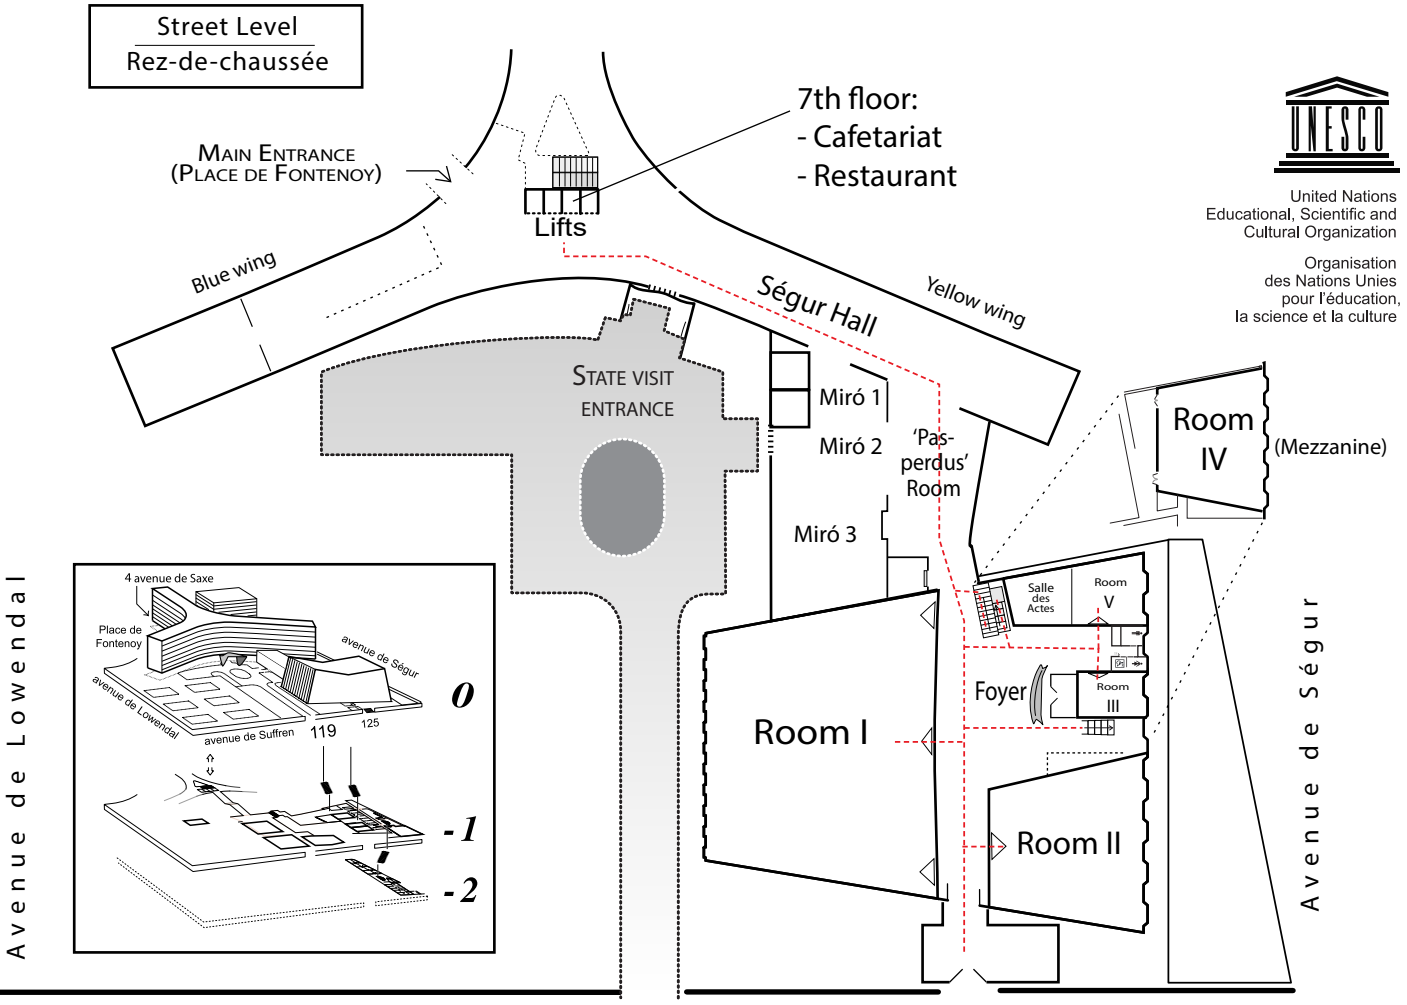 Street Level
Rez-de-chaussée
MAIN ENTRANCE
(PLACE DE FONTENOY)
7th floor:
- Cafetariat
- Restaurant
Lifts
Blue wing
Ségur Hall
Yellow wing
UNESCO
United Nations
Educational, Scientific and
Cultural Organization
Organisation
des Nations Unies
pour l'éducation,
la science et la culture
STATE VISIT
ENTRANCE
Miró 1
Miró 2
Miró 3
'Pas-
perdus'
Room
Room
IV
(Mezzanine)
Salle
des
Actes
Room
V
Foyer
Room
III
Room I
Room II
Avenue de Lowendal
Avenue de Ségur
4 avenue de Saxe
Place de
Fontenoy
avenue de Ségur
avenue de Lowendal
avenue de Suffren
119
125
0
-1
-2